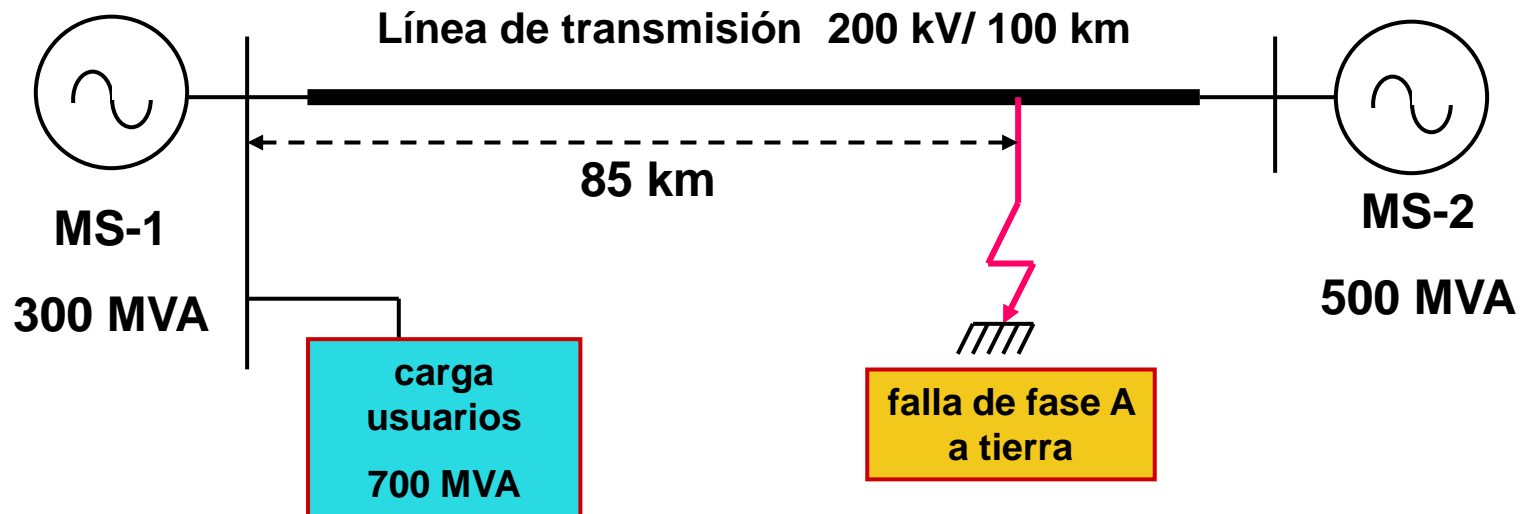 Línea de transmisión 200 kV/ 100 km
85 km
MS-1
300 MVA
MS-2
500 MVA
carga
usuarios
700 MVA
falla de fase A
a tierra